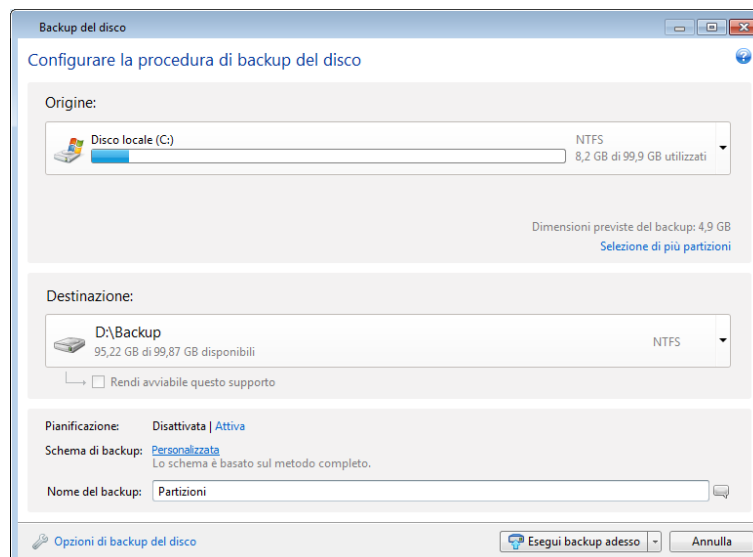 Backup del disco
Configurare la procedura di backup del disco
Origine:
Disco locale (C:)
NTFS
8,2 GB di 99,9 GB utilizzati
Dimensioni previste del backup: 4,9 GB
Selezione di più partizioni
Destinazione:
D:\Backup
95,22 GB di 99,87 GB disponibili
NTFS
Rendi avviabile questo supporto
Pianificazione: Disattivata | Attiva
Schema di backup: Personalizzata
Lo schema è basato sul metodo completo.
Nome del backup: Partizioni
Opzioni di backup del disco
Esegui backup adesso
Annulla